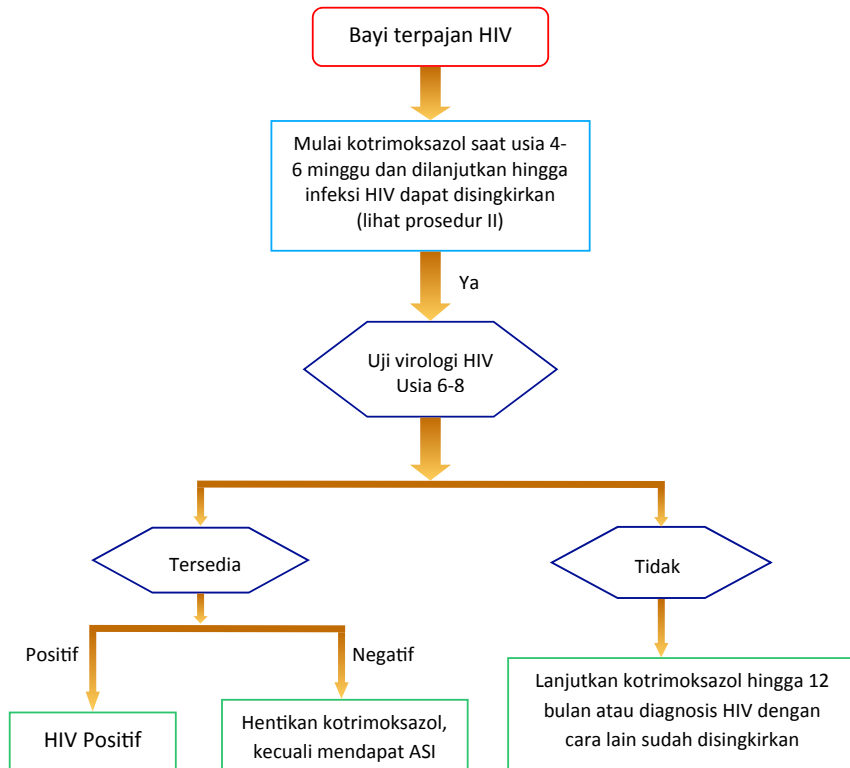 Bayi terpajan HIV
Mulai kotrimoksazol saat usia 4-
6 minggu dan dilanjutkan hingga
infeksi HIV dapat disingkirkan
(lihat prosedur II)
Ya
Uji virologi HIV
Usia 6-8
Tersedia
Tidak
Positif
Negatif
HIV Positif
Hentikan kotrimoksazol,
kecuali mendapat ASI
Lanjutkan kotrimoksazol hingga 12
bulan atau diagnosis HIV dengan
cara lain sudah disingkirkan